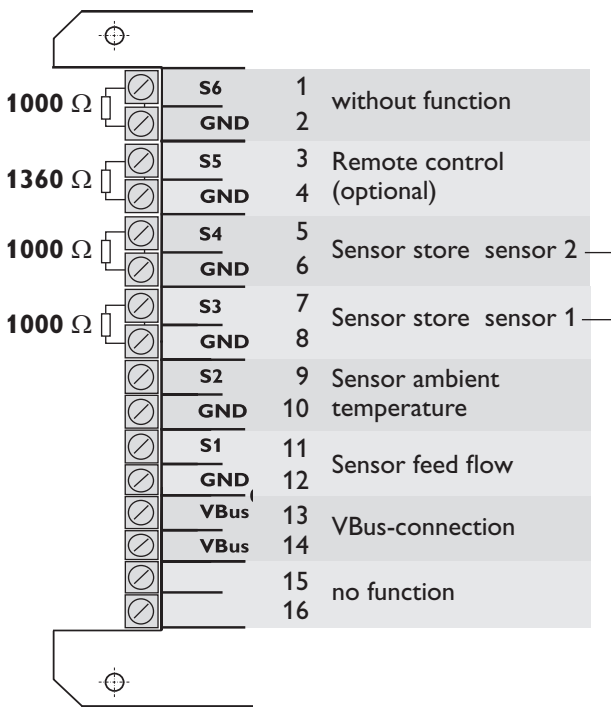 1000 Ω S6 1 without function
GND 2
1360 Ω S5 3 Remote control
GND 4 (optional)
1000 Ω S4 5 Sensor store sensor 2
GND 6
1000 Ω S3 7 Sensor store sensor 1
GND 8
S2 9 Sensor ambient
GND 10 temperature
S1 11 Sensor feed flow
GND 12
VBus 13 VBus-connection
VBus 14
15 no function
16